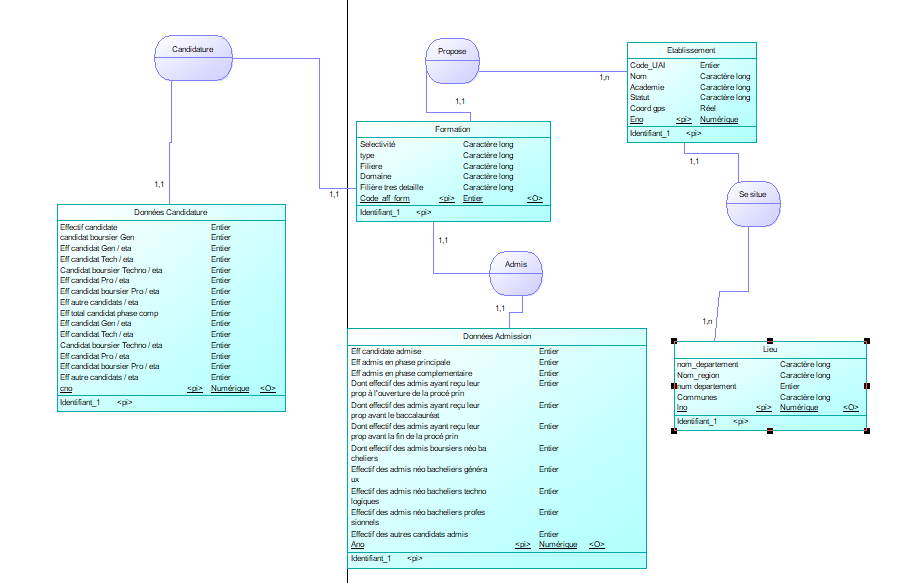 Candidature
1,1
1,1
Propose
1,n
1,1
Etablissement
Code_UAI Entier
Nom Caractère long
Academie Caractère long
Statut Caractère long
Coord gps Réel
Eno <pi> Numérique
Identifiant_1 <pi>
1,1
Se situe
1,n
Formation
Selectivité Caractère long
type Caractère long
Filiere Caractère long
Domaine Caractère long
Filière tres detaille Caractère long
Code_aff_form <pi> Entier <O>
Identifiant_1 <pi>
1,1
Admis
1,1
Données Candidature
Effectif candidate Entier
candidat boursier Gen Entier
Eff candidat Gen / eta Entier
Eff candidat Tech / eta Entier
Candidat boursier Techno / eta Entier
Eff candidat Pro / eta Entier
Eff candidat boursier Pro / eta Entier
Eff autre candidats / eta Entier
Eff total candidat phase comp Entier
Eff candidat Gen / eta Entier
Eff candidat Tech / eta Entier
Candidat boursier Techno / eta Entier
Eff candidat Pro / eta Entier
Eff candidat boursier Pro / eta Entier
Eff autre candidats / eta Entier
cno <pi> Numérique <O>
Identifiant_1 <pi>
Données Admission
Eff candidate admise Entier
Eff admis en phase principale Entier
Eff admis en phase complementaire Entier
Dont effectif des admis ayant reçu leur Entier
prop à l'ouverture de la procé prin
Dont effectif des admis ayant reçu leur Entier
prop avant le baccalauréat
Dont effectif des admis ayant reçu leur Entier
prop avant la fin de la procé prin
Dont effectif des admis boursiers néo ba Entier
cheliers
Effectif des admis néo bacheliers généra Entier
ux
Effectif des admis néo bacheliers techno Entier
logiques
Effectif des admis néo bacheliers profes Entier
sionnels
Effectif des autres candidats admis Entier
Ano <pi> Numérique <O>
Identifiant_1 <pi>
Lieu
nom_departement Caractère long
Nom_region Caractère long
num departement Entier
Communes Caractère long
lno <pi> Numérique <O>
Identifiant_1 <pi>